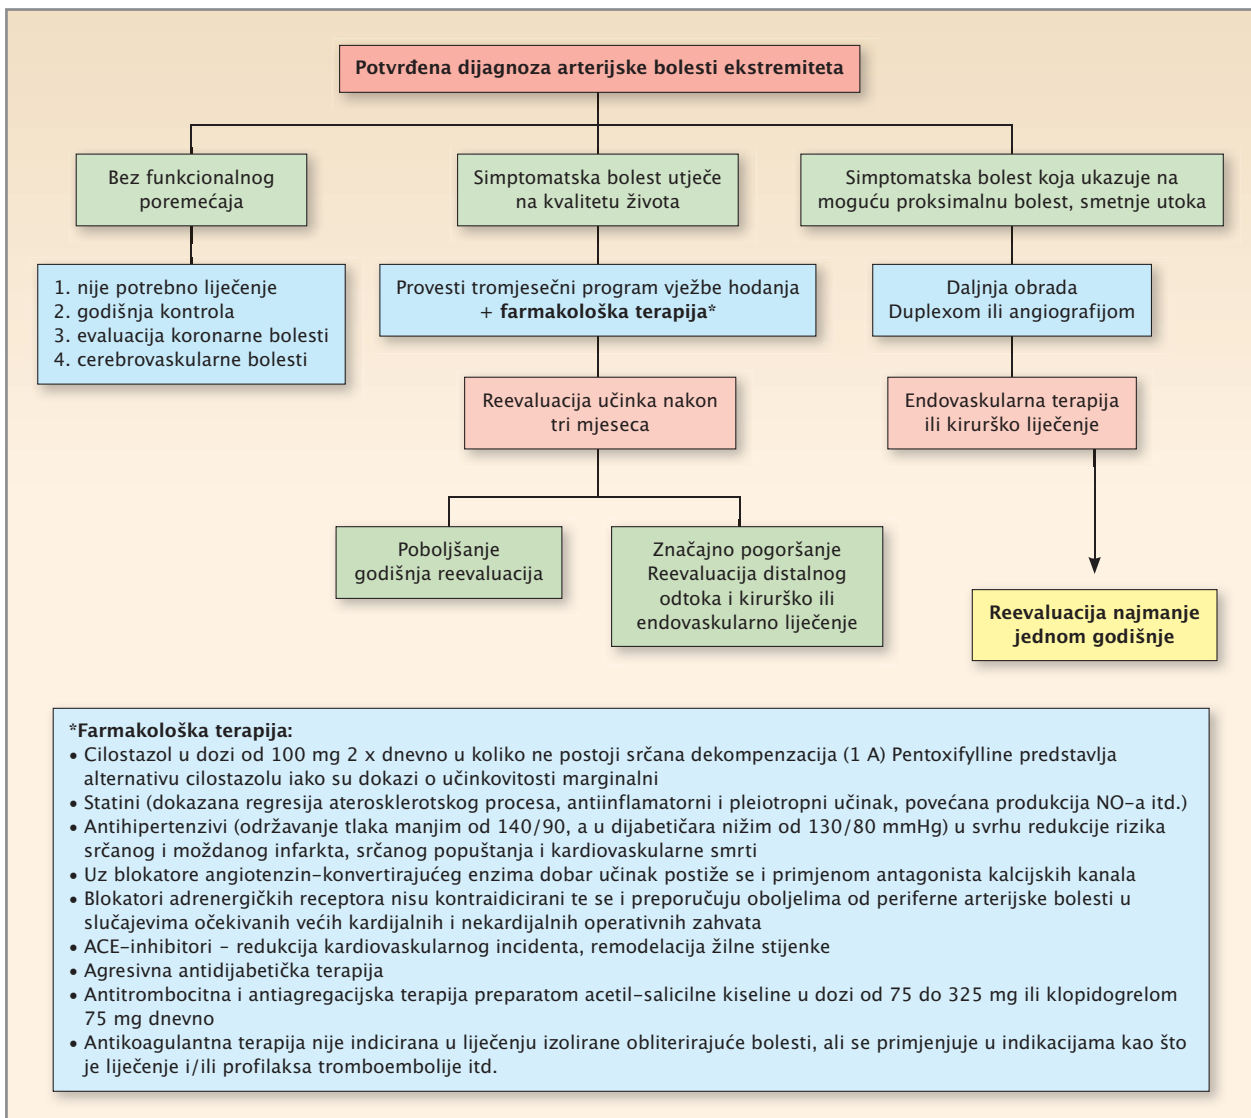 Potvrđena dijagnoza arterijske bolesti ekstremiteta
Bez funkcionalnog
poremećaja
Simptomatska bolest utječe
na kvalitetu života
Simptomatska bolest koja ukazuje na
moguću proksimalnu bolest, smetnje utoka
1. nije potrebno liječenje
2. godišnja kontrola
3. evaluacija koronarne bolesti
4. cerebrovaskularne bolesti
Provesti tromjesečni program vježbe hodanja
+ farmakološka terapija*
Daljnja obrada
Duplexom ili angiografijom
Reevaluacija učinka nakon
tri mjeseca
Endovaskularna terapija
ili kirurško liječenje
Poboljšanje
godišnja reevaluacija
Značajno pogoršanje
Reevaluacija distalnog
odtoka i kirurško ili
endovaskularno liječenje
Reevaluacija najmanje
jednom godišnje
*Farmakološka terapija:
• Cilostazol u dozi od 100 mg 2 x dnevno u koliko ne postoji srčana dekompenzacija (1 A) Pentoxifylline predstavlja
alternativu cilostazolu iako su dokazi o učinkovitosti marginalni
• Statini (dokazana regresija aterosklerotskog procesa, antiinflamatorni i pleiotropni učinak, povećana produkcija NO-a itd.)
• Antihipertenzivi (održavanje tlaka manjim od 140/90, a u dijabetičara nižim od 130/80 mmHg) u svrhu redukcije rizika
srčanog i moždanog infarkta, srčanog popuštanja i kardiovaskularne smrti
• Uz blokatore angiotenzin-konvertirajućeg enzima dobar učinak postiže se i primjenom antagonista kalcijskih kanala
• Blokatori adrenergičkih receptora nisu kontraidicirani te se i preporučuju oboljelima od periferne arterijske bolesti u
slučajevima očekivanih većih kardijalnih i nekardijalnih operativnih zahvata
• ACE-inhibitori – redukcija kardiovaskularnog incidenta, remodelacija žilne stijenke
• Agresivna antidijabetička terapija
• Antitrombocitna i antiagregacijska terapija preparatom acetil-salicilne kiseline u dozi od 75 do 325 mg ili klopidogrelom
75 mg dnevno
• Antikoagulantna terapija nije indicirana u liječenju izolirane obliterirajuće bolesti, ali se primjenjuje u indikacijama kao što
je liječenje i/ili profilaksa tromboembolije itd.